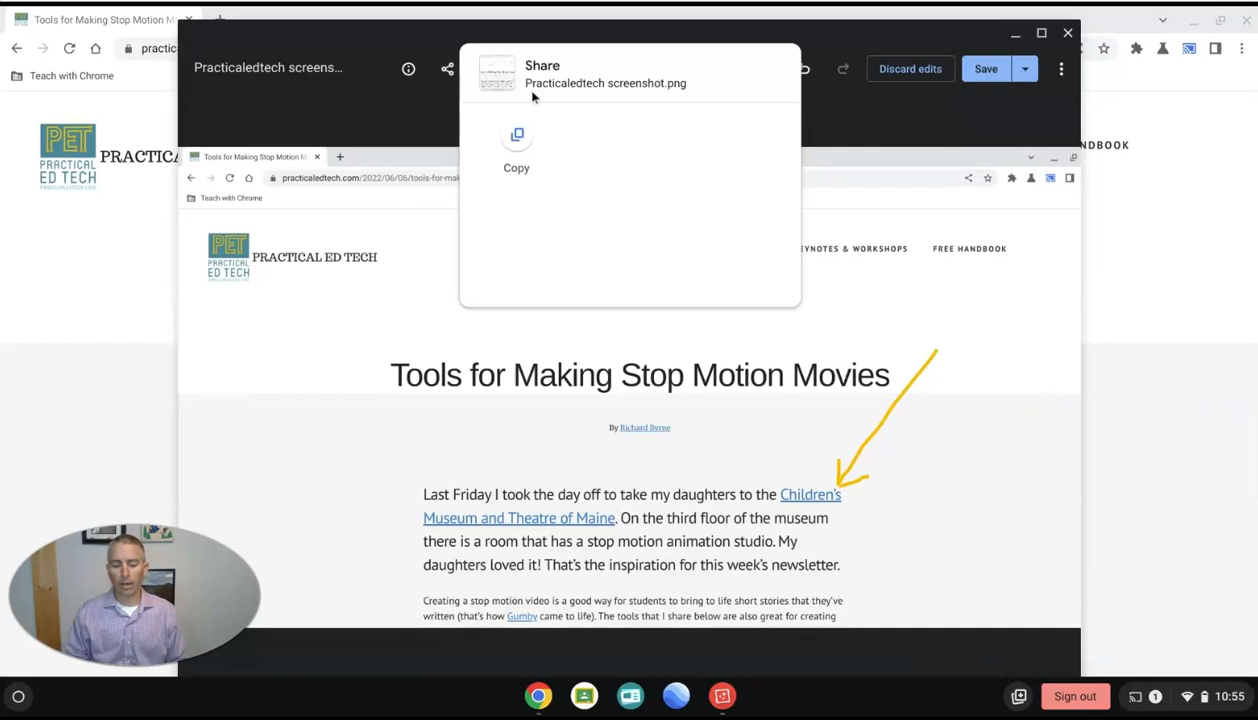 Tools for Making Stop Motion M
practical
Teach with Chrome
PET
PRACTICAL
ED TECH
PRACTICA
NDBOOK
Practicaledtech screens...
Share
Practicaledtech screenshot.png
Copy
Discard edits
Save
Tools for Making Stop Motion M
practicaledtech.com/2022/06/06/tools-for-mak
Teach with Chrome
PET
PRACTICAL
ED TECH
PRACTICAL ED TECH
EYNOTES & WORKSHOPS
FREE HANDBOOK
Tools for Making Stop Motion Movies
By Richard Byrne
Last Friday I took the day off to take my daughters to the Children's
Museum and Theatre of Maine. On the third floor of the museum
there is a room that has a stop motion animation studio. My
daughters loved it! That's the inspiration for this week's newsletter.
Creating a stop motion video is a good way for students to bring to life short stories that they've
written (that's how Gumby came to life). The tools that I share below are also great for creating
Sign out
1
10:55